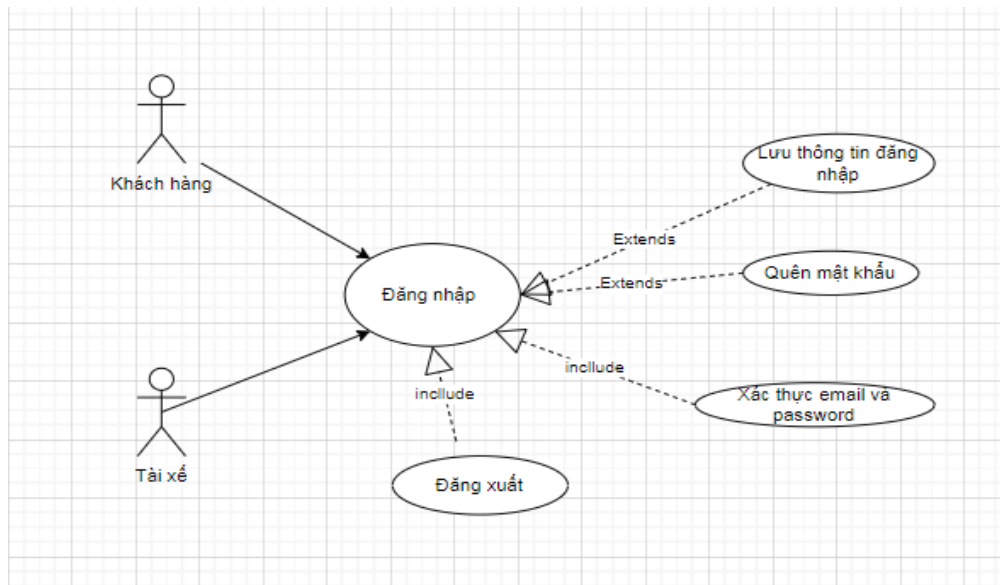 Khách hàng
Lưu thông tin đăng
nhập
Extends
Đăng nhập
Quên mật khẩu
Extends
incllude
incllude
Xác thực email và
password
Tài xế
Đăng xuất